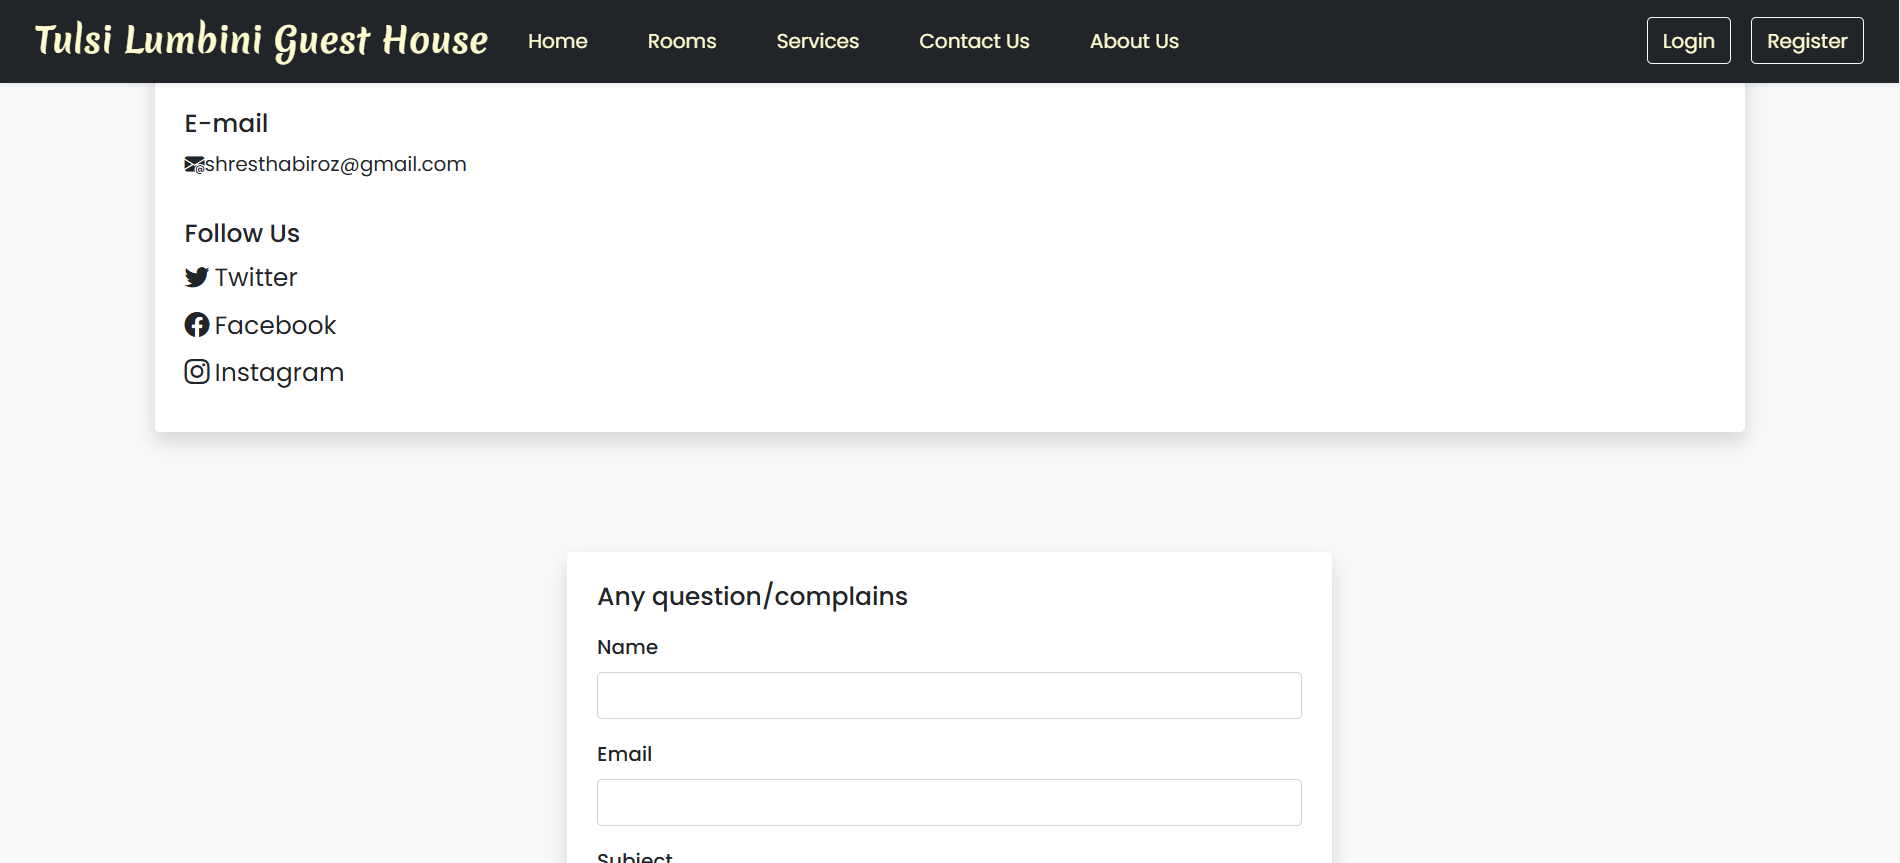 Tulsi Lumbini Guest House Home Rooms Services Contact Us About Us Login Register
E-mail
shresthabiroz@gmail.com
Follow Us
Twitter
Facebook
Instagram
Any question/complains
Name
Email
Subject